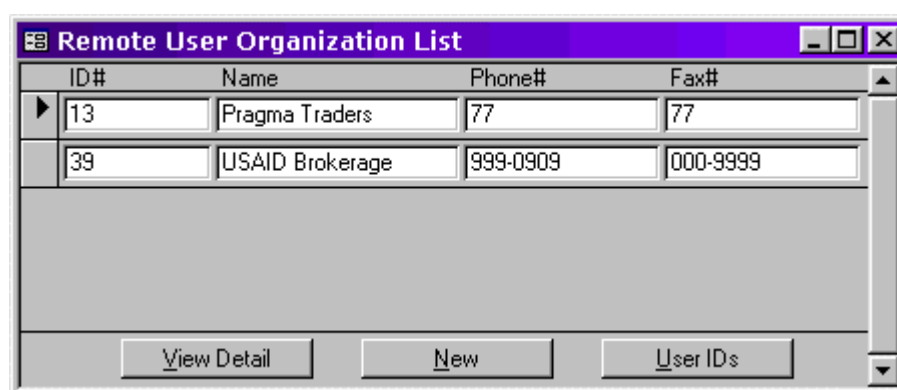 Remote User Organization List
ID# Name Phone# Fax#
13 Pragma Traders 77 77
39 USAID Brokerage 999-0909 000-9999
View Detail New User IDs